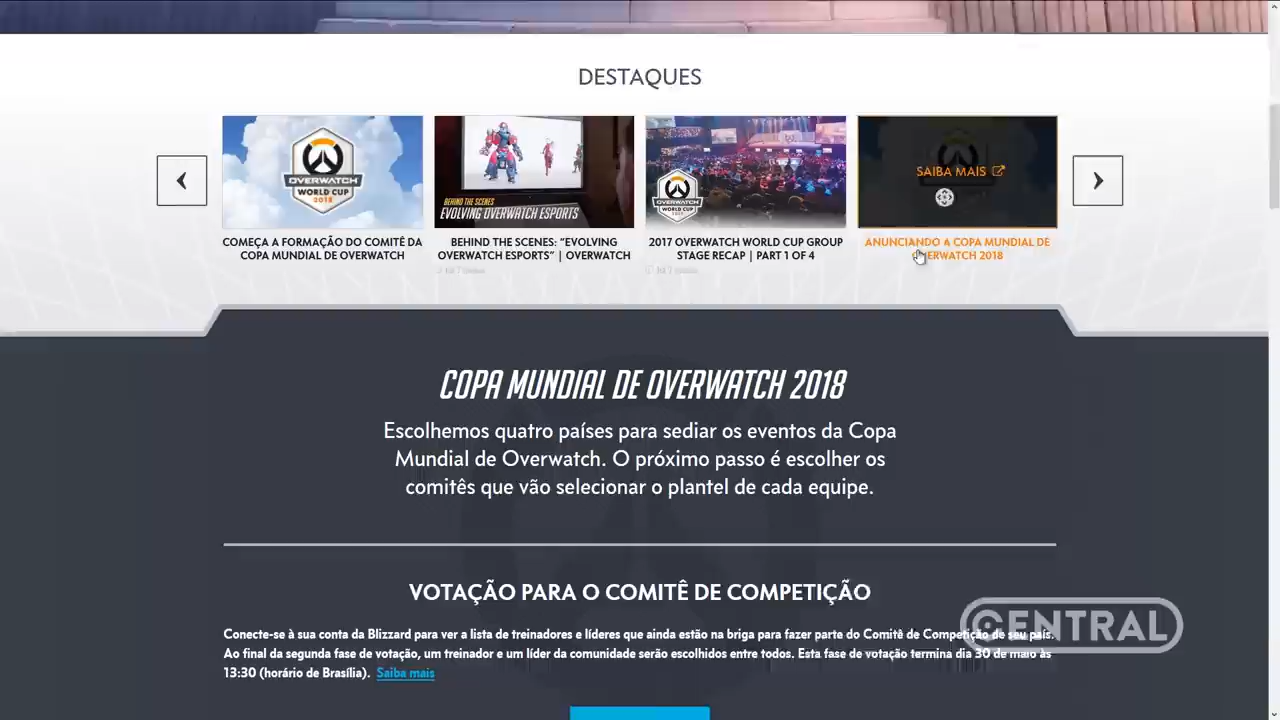 DESTAQUES
OVERWATCH
WORLD CUP
2018
BEHIND THE SCENES
EVOLVING OVERWATCH ESPORTS
OVERWATCH
WORLD CUP
SAIBA MAIS
COMEÇA A FORMAÇÃO DO COMITÊ DA
COPA MUNDIAL DE OVERWATCH
BEHIND THE SCENES: “EVOLVING
OVERWATCH ESPORTS” | OVERWATCH
2017 OVERWATCH WORLD CUP GROUP
STAGE RECAP | PART 1 OF 4
ANUNCIANDO A COPA MUNDIAL DE
OVERWATCH 2018
COPA MUNDIAL DE OVERWATCH 2018
Escolhemos quatro países para sediar os eventos da Copa
Mundial de Overwatch. O próximo passo é escolher os
comitês que vão selecionar o plantel de cada equipe.
VOTAÇÃO PARA O COMITÊ DE COMPETIÇÃO
Conecte-se à sua conta da Blizzard para ver a lista de treinadores e líderes que ainda estão na briga para fazer parte do Comitê de Competição de seu país.
Ao final da segunda fase de votação, um treinador e um líder da comunidade serão escolhidos entre todos. Esta fase de votação termina dia 30 de maio às
13:30 (horário de Brasília). Saiba mais
CENTRAL